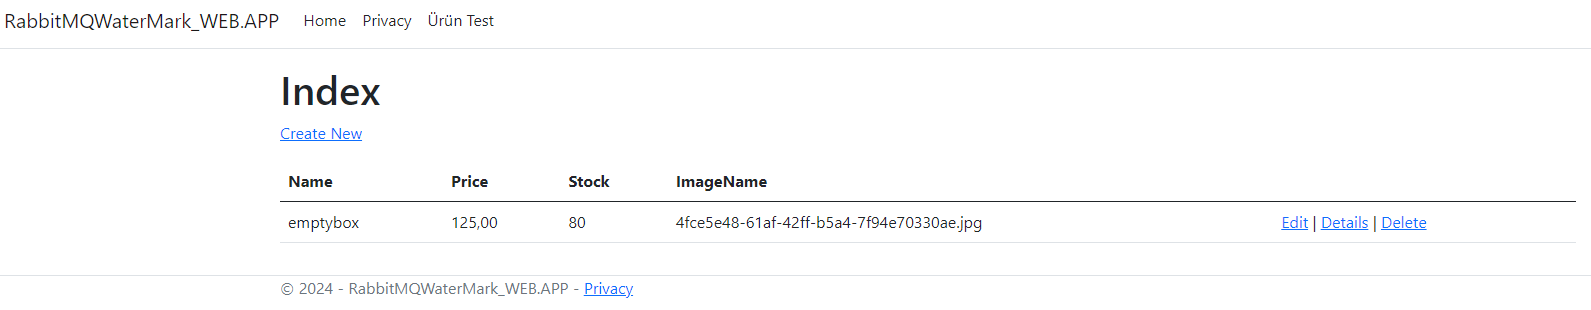 RabbitMQWaterMark_WEB.APP Home Privacy Ürün Test
Index
Create New
Name Price Stock ImageName
emptybox 125,00 80 4fce5e48-61af-42ff-b5a4-7f94e70330ae.jpg Edit | Details | Delete
© 2024 - RabbitMQWaterMark_WEB.APP - Privacy